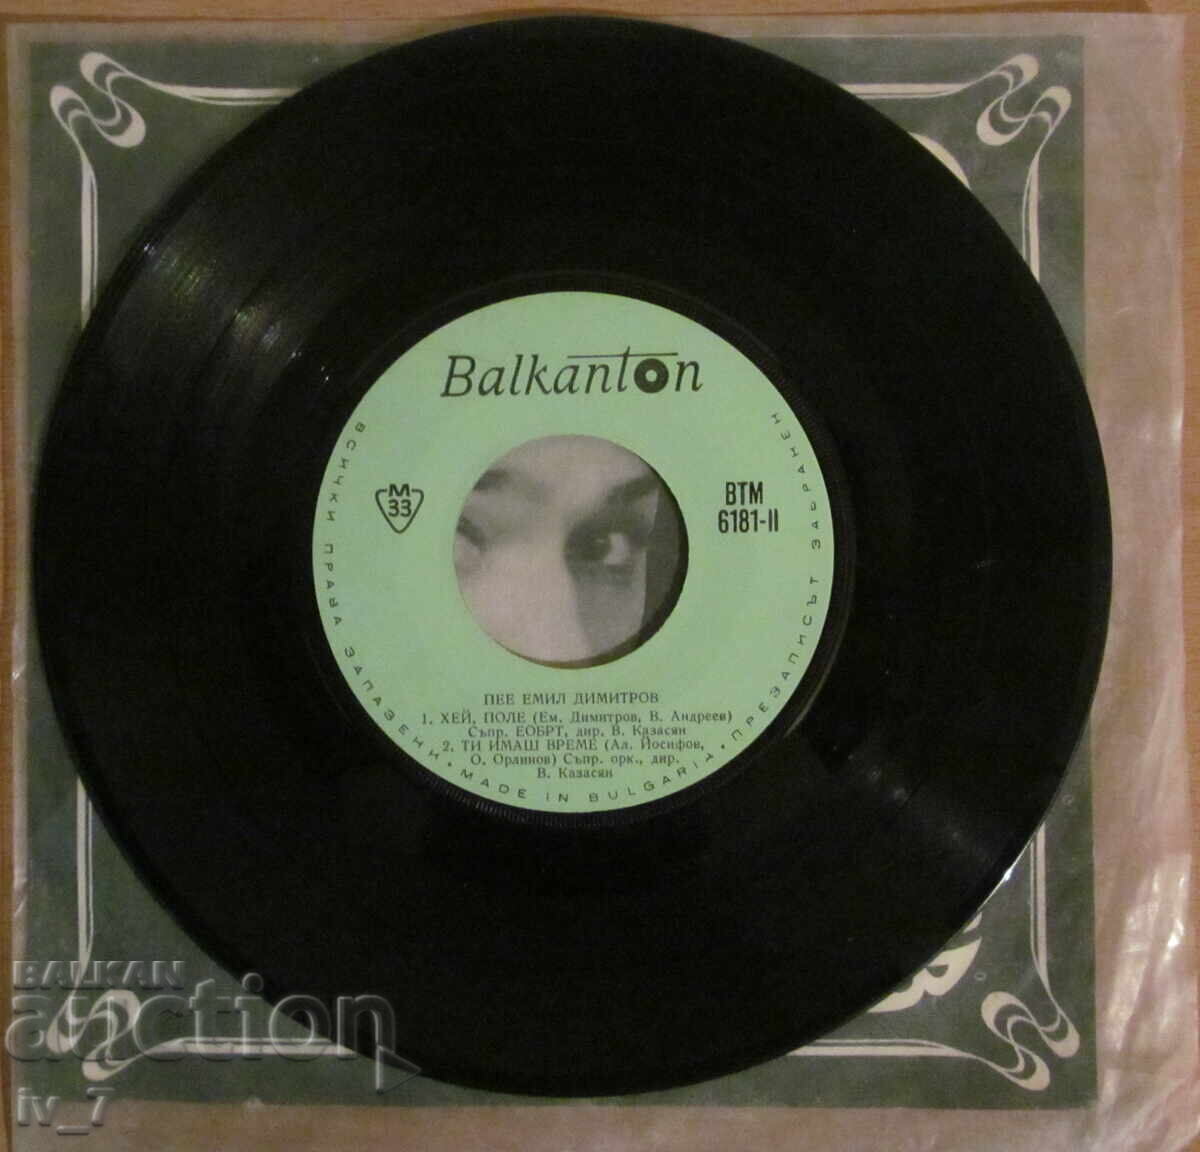 Balkanton
M
33
ВТМ
6181-II
ВСИЧКИ ПРАВА ЗАПАЗЕНИ • MADE IN BULGARIA • ПРЕЗАПИСЪТ ЗАБРАНЕН
ПЕЕ ЕМИЛ ДИМИТРОВ
1. ХЕЙ, ПОЛЕ (Ем. Димитров, В. Андреев)
Съпр. ЕОБРТ, дир. В. Казасян
2. ТИ ИМАШ ВРЕМЕ (Ал. Йосифов,
О. Орлинов) Съпр. орк., дир.
В. Казасян
BALKAN
auction
iv_7